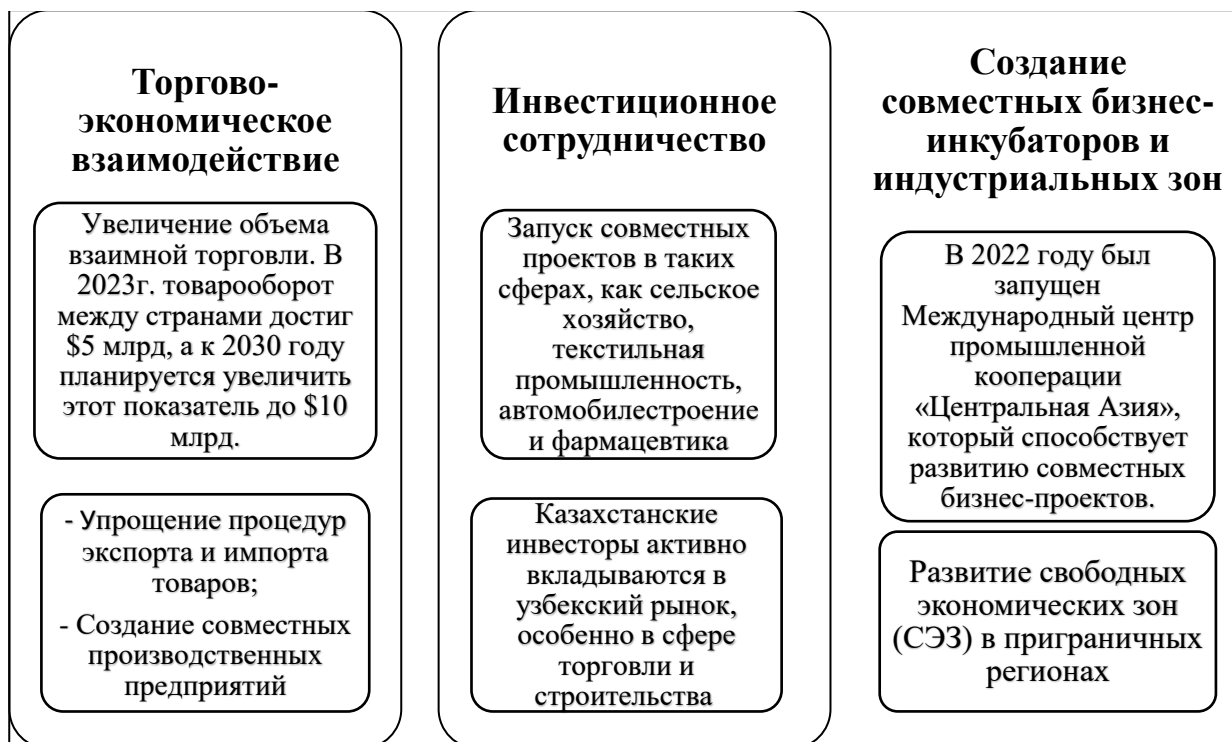 Торгово-
экономическое
взаимодействие
Увеличение объема
взаимной торговли. В
2023г. товарооборот
между странами достиг
$5 млрд, а к 2030 году
планируется увеличить
этот показатель до $10
млрд.
- Упрощение процедур
экспорта и импорта
товаров;
- Создание совместных
производственных
предприятий
Инвестиционное
сотрудничество
Запуск совместных
проектов в таких
сферах, как сельское
хозяйство,
текстильная
промышленность,
автомобилестроение
и фармацевтика
Казахстанские
инвесторы активно
вкладываются в
узбекский рынок,
особенно в сфере
торговли и
строительства
Создание
совместных бизнес-
инкубаторов и
индустриальных зон
В 2022 году был
запущен
Международный центр
промышленной
кооперации
«Центральная Азия»,
который способствует
развитию совместных
бизнес-проектов.
Развитие свободных
экономических зон
(СЭЗ) в приграничных
регионах